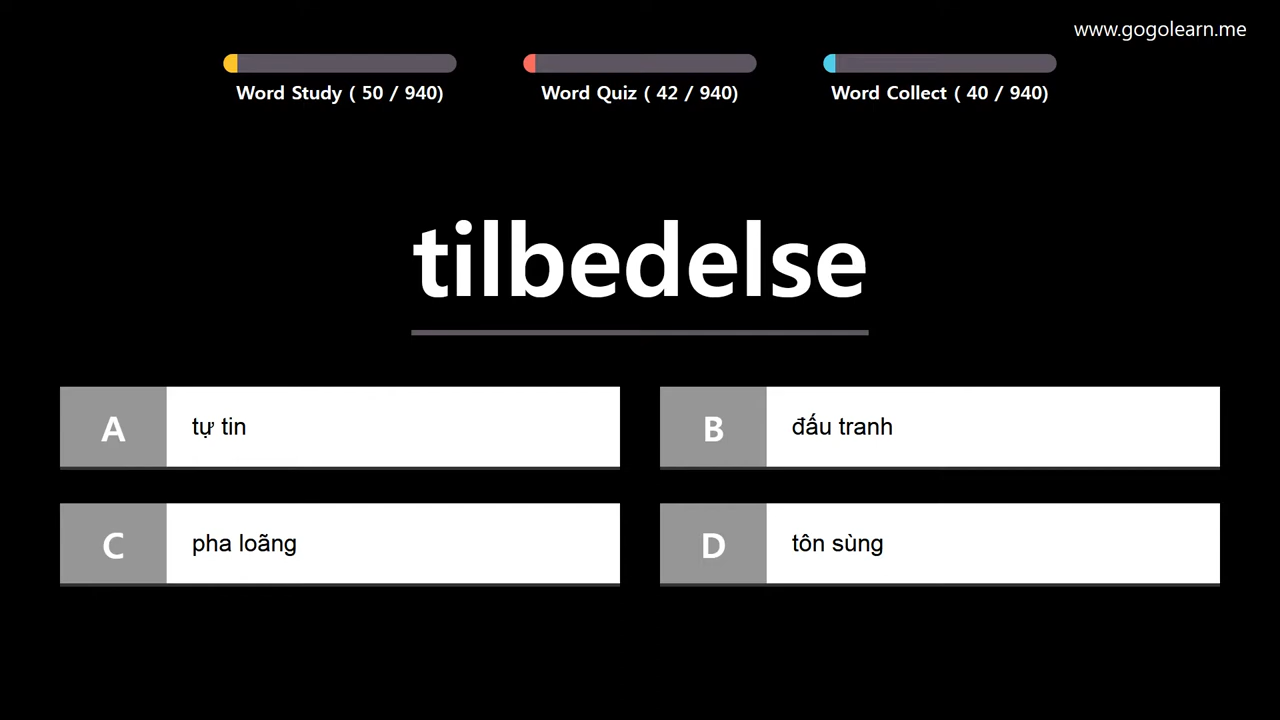 www.gogolearn.me
Word Study ( 50 / 940)
Word Quiz ( 42 / 940)
Word Collect ( 40 / 940)
tilbedelse
A tự tin
B đấu tranh
C pha loãng
D tôn sùng